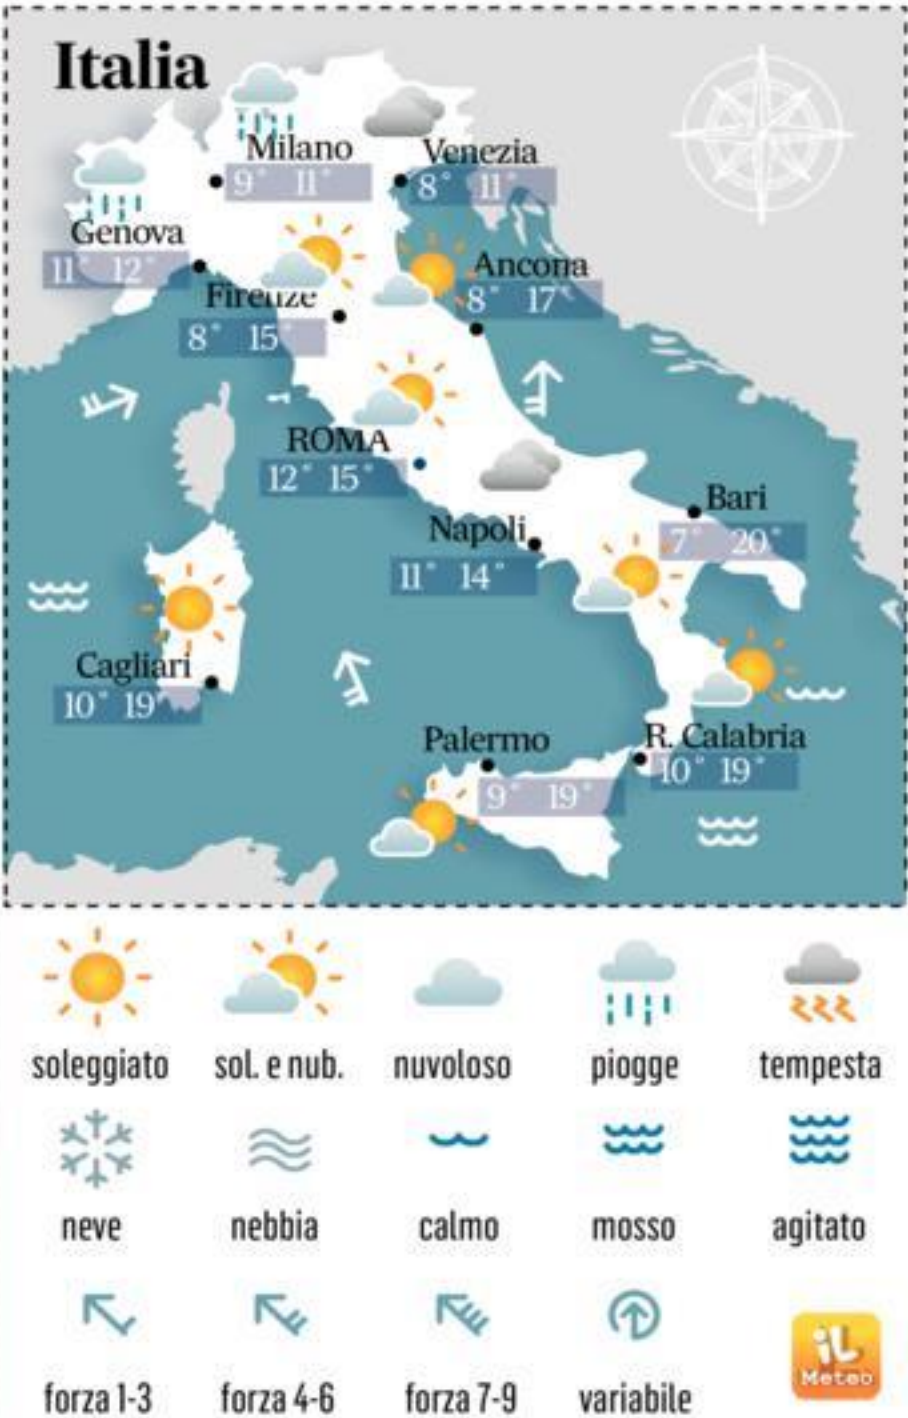 Italia
Milano
9° 11°
Venezia
8° 11°
Genova
11° 12°
Firenze
8° 15°
Ancona
8° 17°
ROMA
12° 15°
Napoli
11° 14°
Bari
7° 20°
Cagliari
10° 19°
Palermo
9° 19°
R. Calabria
10° 19°
soleggiato sol. e nub. nuvoloso piogge tempesta
neve nebbia calmo mosso agitato
forza 1-3 forza 4-6 forza 7-9 variabile
iL
Meteo